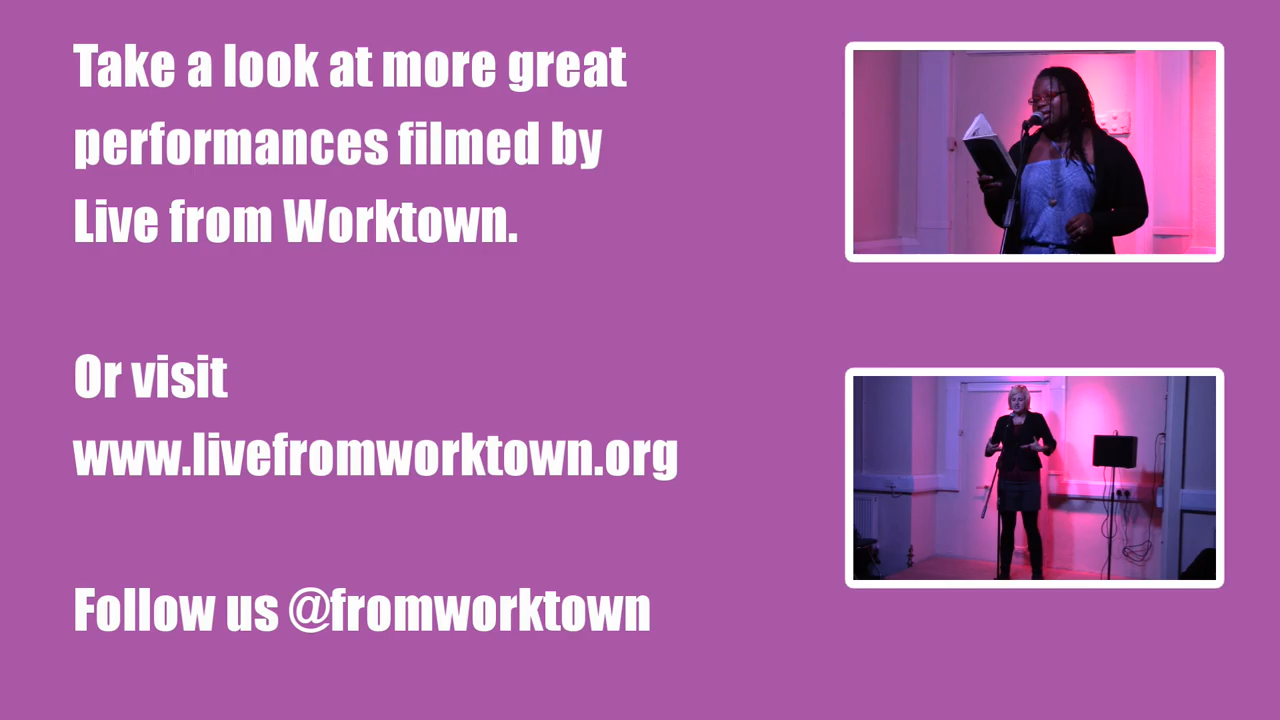 Take a look at more great
performances filmed by
Live from Worktown.
Or visit
www.livefromworktown.org
Follow us @fromworktown